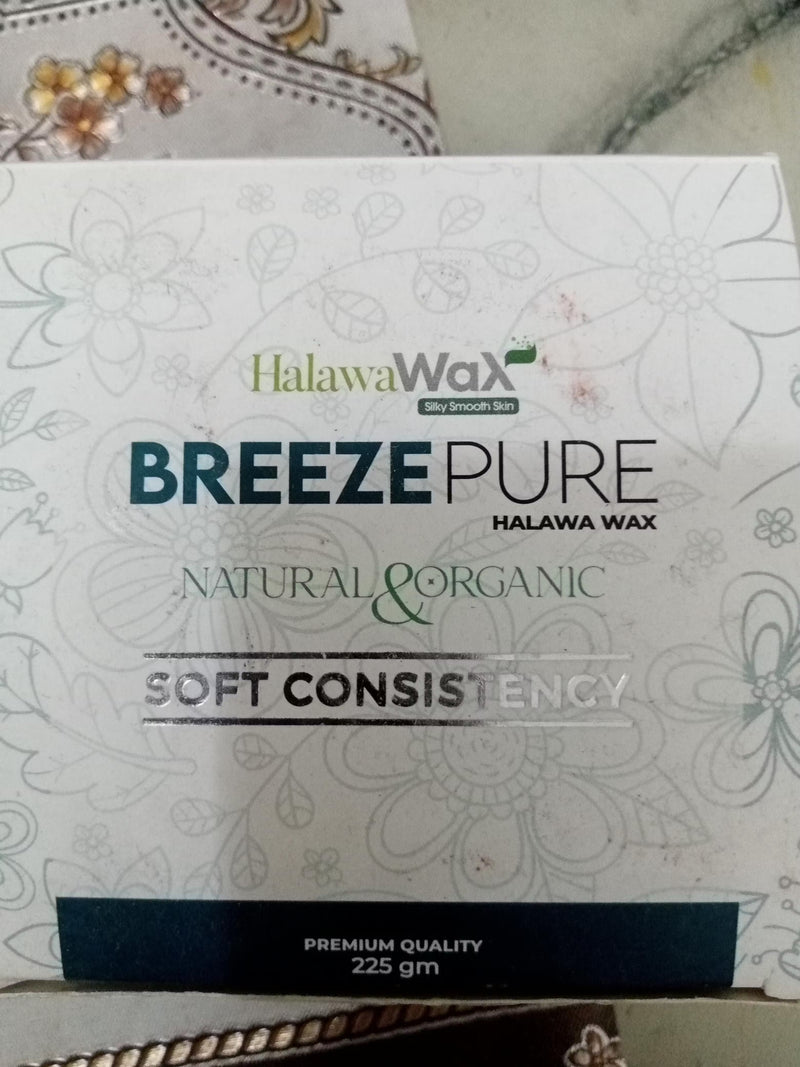 HalawaWaX
Silky Smooth Skin
BREEZEPURE
HALAWA WAX
NATURAL & ORGANIC
SOFT CONSISTENCY
PREMIUM QUALITY
225 gm